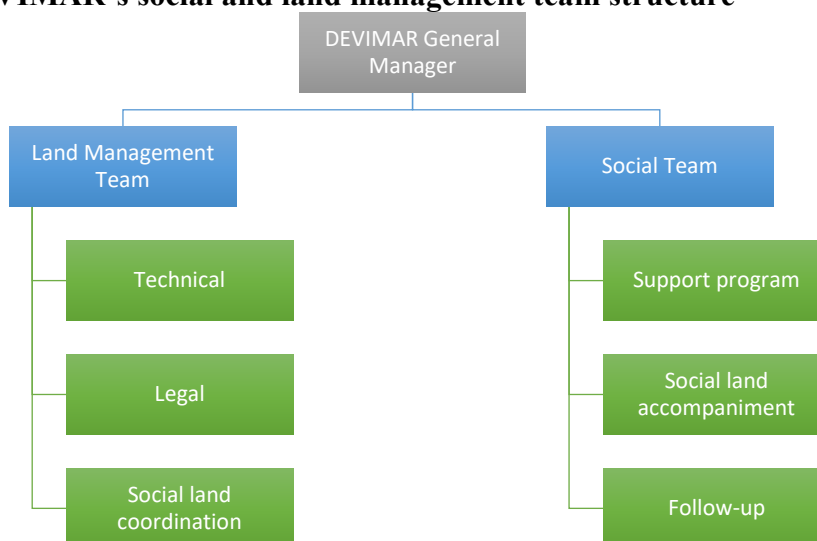 VIMAR's social and land management team structure
DEVIMAR General
Manager
Land Management
Team
Social Team
Technical
Support program
Legal
Social land
accompaniment
Social land
coordination
Follow-up